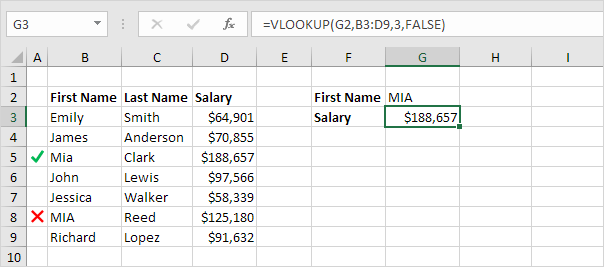 G3 fx =VLOOKUP(G2,B3:D9,3,FALSE)
A B C D E F G H I
1
2 First Name Last Name Salary First Name MIA
3 Emily Smith $64,901 Salary $188,657
4 James Anderson $70,855
5 Mia Clark $188,657
6 John Lewis $97,566
7 Jessica Walker $58,339
8 MIA Reed $125,180
9 Richard Lopez $91,632
10